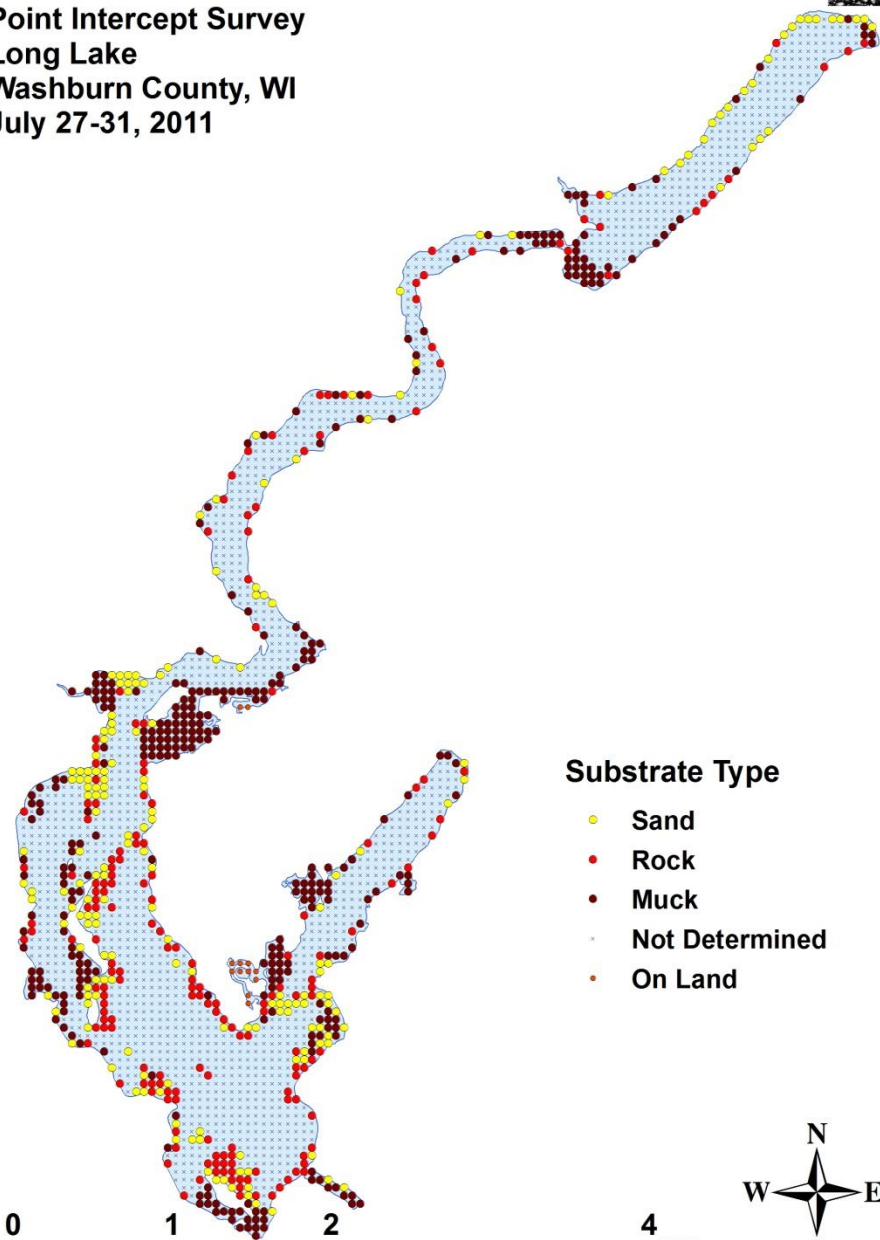 Point Intercept Survey
Long Lake
Washburn County, WI
July 27-31, 2011
Substrate Type
Sand
Rock
Muck
Not Determined
On Land
N
W E
0 1 2 4